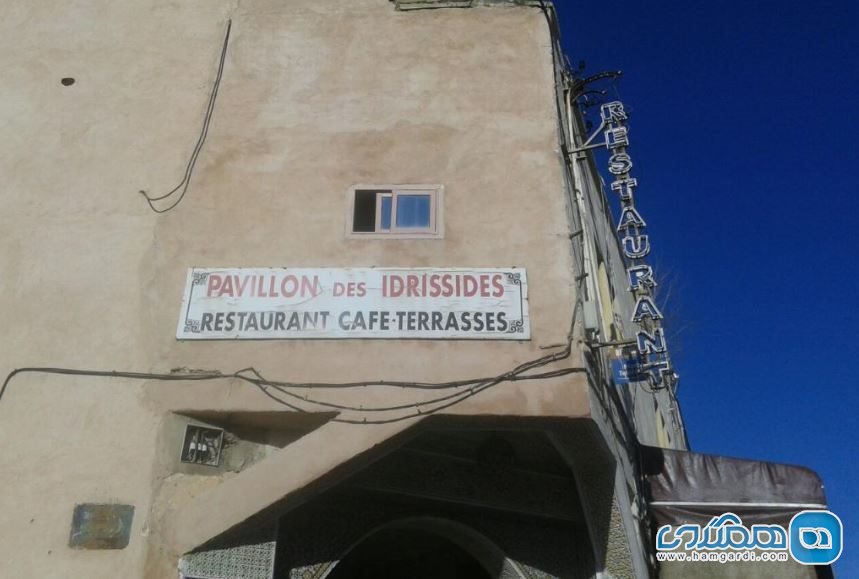 PAVILLON DES IDRISSIDES
RESTAURANT CAFE-TERRASSES
RESTAURANT
همگردی
www.hamgardi.com